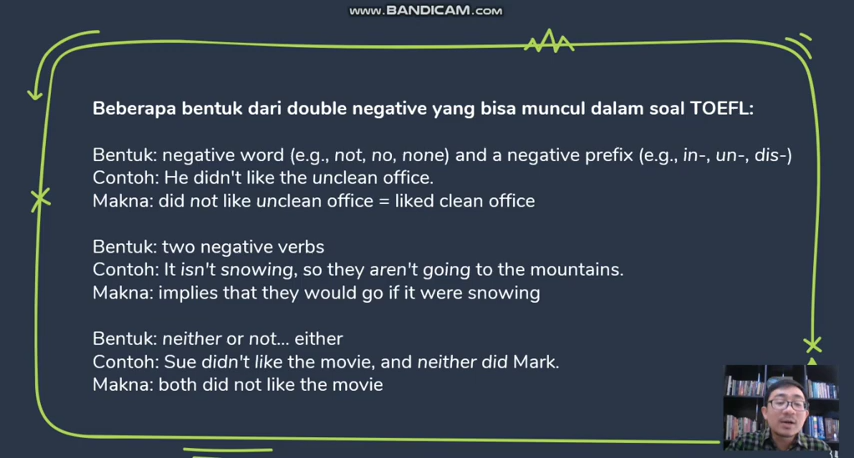 www.BANDICAM.com
Beberapa bentuk dari double negative yang bisa muncul dalam soal TOEFL:
Bentuk: negative word (e.g., not, no, none) and a negative prefix (e.g., in-, un-, dis-)
Contoh: He didn't like the unclean office.
Makna: did not like unclean office = liked clean office
Bentuk: two negative verbs
Contoh: It isn't snowing, so they aren't going to the mountains.
Makna: implies that they would go if it were snowing
Bentuk: neither or not... either
Contoh: Sue didn't like the movie, and neither did Mark.
Makna: both did not like the movie